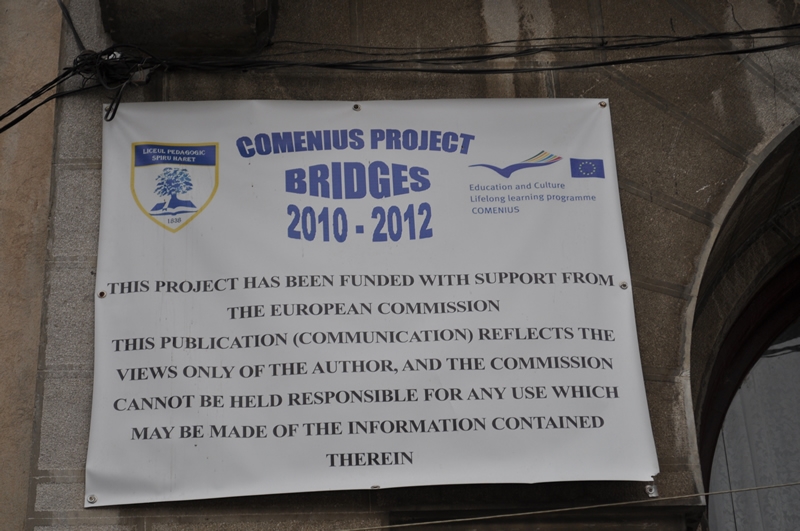 LICEUL PEDAGOGIC
SPIRU HARET
1938
COMENIUS PROJECT
BRIDGES
2010 - 2012
Education and Culture
Lifelong learning programme
COMENIUS
THIS PROJECT HAS BEEN FUNDED WITH SUPPORT FROM
THE EUROPEAN COMMISSION
THIS PUBLICATION (COMMUNICATION) REFLECTS THE
VIEWS ONLY OF THE AUTHOR, AND THE COMMISSION
CANNOT BE HELD RESPONSIBLE FOR ANY USE WHICH
MAY BE MADE OF THE INFORMATION CONTAINED
THEREIN